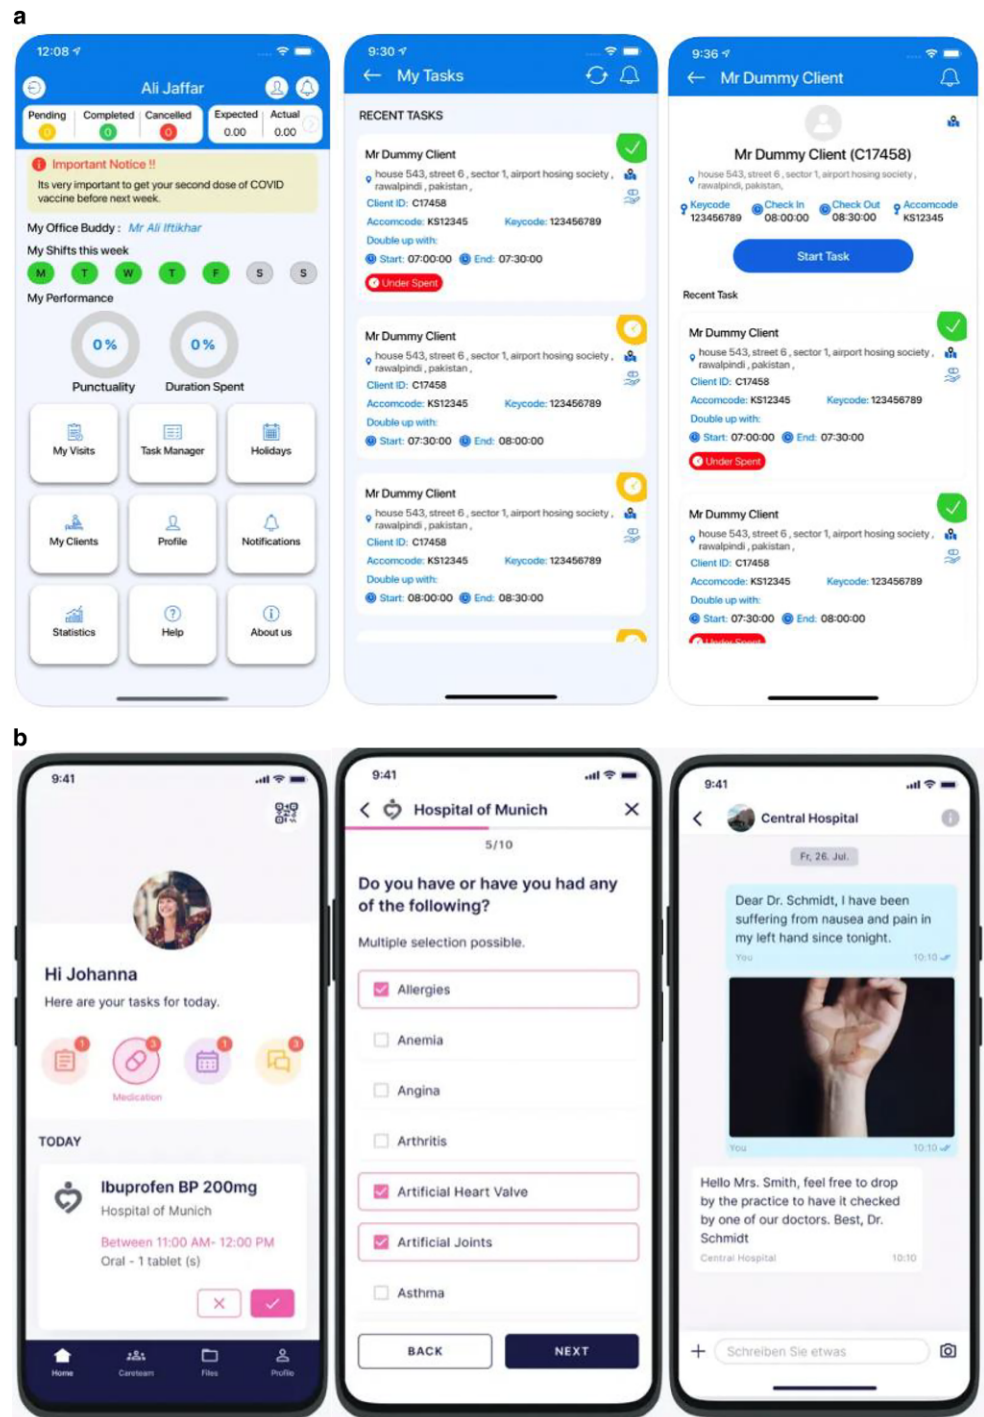 a
12:08
Ali Jaffar
Pending Completed Cancelled Expected Actual
0 0 0 0.00 0.00
Important Notice !!
Its very important to get your second dose of COVID
vaccine before next week.
My Office Buddy : Mr Ali Iftikhar
My Shifts this week
M T W T F S S
My Performance
0% 0%
Punctuality Duration Spent
My Visits Task Manager Holidays
My Clients Profile Notifications
Statistics Help About us
9:30
My Tasks
RECENT TASKS
Mr Dummy Client
house 543, street 6 , sector 1, airport hosing society ,
rawalpindi , pakistan ,
Client ID: C17458
Accomcode: KS12345 Keycode: 123456789
Double up with:
Start: 07:00:00 End: 07:30:00
Under Spent
Mr Dummy Client
house 543, street 6 , sector 1, airport hosing society ,
rawalpindi , pakistan ,
Client ID: C17458
Accomcode: KS12345 Keycode: 123456789
Double up with:
Start: 07:30:00 End: 08:00:00
Mr Dummy Client
house 543, street 6 , sector 1, airport hosing society ,
rawalpindi , pakistan ,
Client ID: C17458
Accomcode: KS12345 Keycode: 123456789
Double up with:
Start: 08:00:00 End: 08:30:00
9:36
Mr Dummy Client
Mr Dummy Client (C17458)
house 543, street 6 , sector 1, airport hosing society ,
rawalpindi , pakistan,
Keycode Check In Check Out Accomcode
123456789 08:00:00 08:30:00 KS12345
Start Task
Recent Task
Mr Dummy Client
house 543, street 6 , sector 1, airport hosing society ,
rawalpindi , pakistan ,
Client ID: C17458
Accomcode: KS12345 Keycode: 123456789
Double up with:
Start: 07:00:00 End: 07:30:00
Under Spent
Mr Dummy Client
house 543, street 6 , sector 1, airport hosing society ,
rawalpindi , pakistan ,
Client ID: C17458
Accomcode: KS12345 Keycode: 123456789
Double up with:
Start: 07:30:00 End: 08:00:00
Under Spent
b
9:41
Hi Johanna
Here are your tasks for today.
1 3 1 3
Medication
TODAY
Ibuprofen BP 200mg
Hospital of Munich
Between 11:00 AM- 12:00 PM
Oral - 1 tablet (s)
Home Careteam Files Profile
9:41
Hospital of Munich
5/10
Do you have or have you had any
of the following?
Multiple selection possible.
Allergies
Anemia
Angina
Arthritis
Artificial Heart Valve
Artificial Joints
Asthma
BACK NEXT
9:41
Central Hospital
Fr, 26. Jul.
Dear Dr. Schmidt, I have been
suffering from nausea and pain in
my left hand since tonight.
You 10:10
You 10:10
Hello Mrs. Smith, feel free to drop
by the practice to have it checked
by one of our doctors. Best, Dr.
Schmidt
Central Hospital 10:10
Schreiben Sie etwas